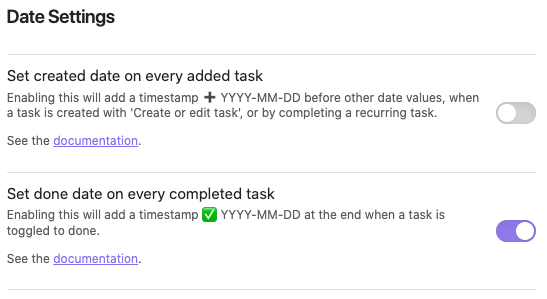 Date Settings
Set created date on every added task
Enabling this will add a timestamp ➕ YYYY-MM-DD before other date values, when
a task is created with 'Create or edit task', or by completing a recurring task.
See the documentation.
Set done date on every completed task
Enabling this will add a timestamp ✅ YYYY-MM-DD at the end when a task is
toggled to done.
See the documentation.